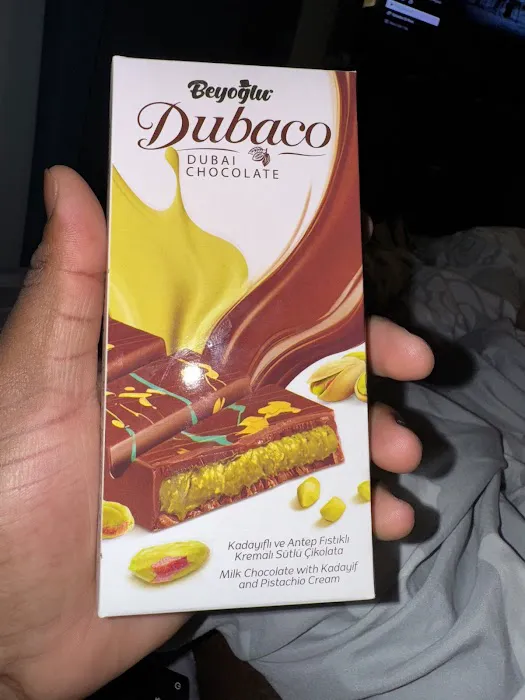 Beyoğlu
Dubaco
DUBAI
CHOCOLATE
Kadayıflı ve Antep Fıstıklı
Kremalı Sütlü Çikolata
Milk Chocolate with Kadayif
and Pistachio Cream